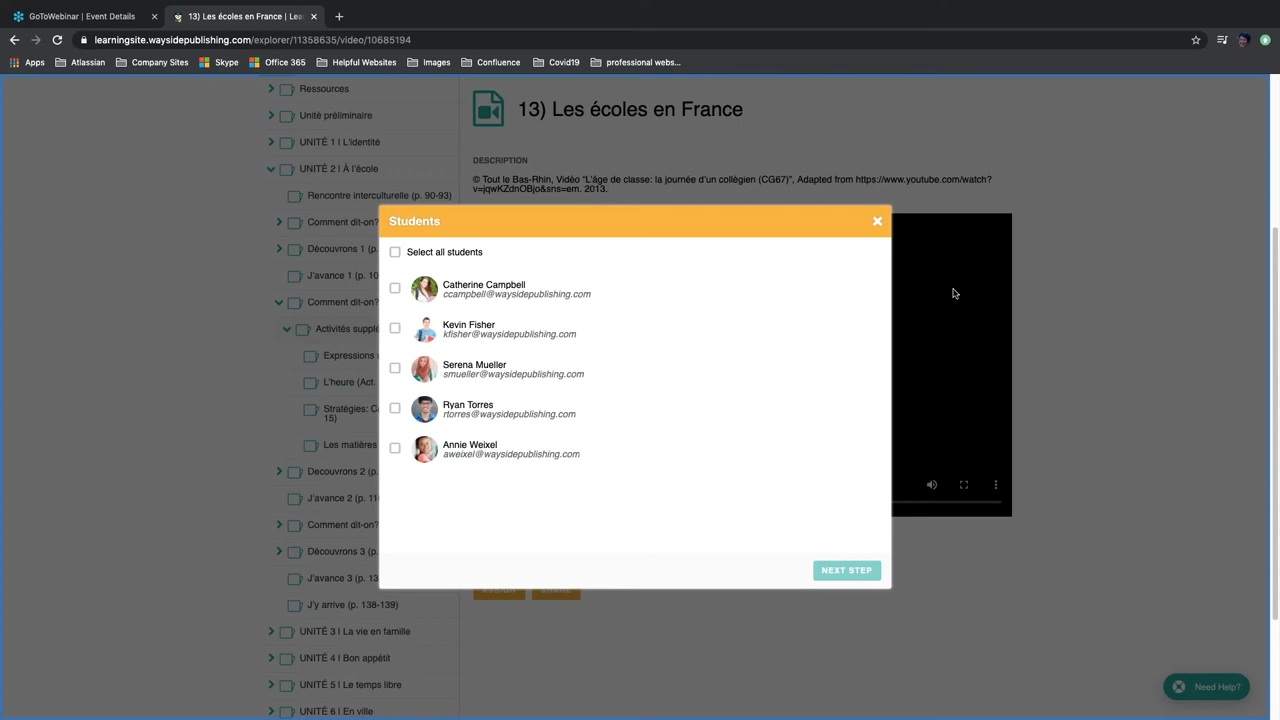 GoToWebinar | Event Details
13) Les écoles en France | Lear
learningsite.waysidepublishing.com/explorer/11358635/video/10685194
Apps
Atlassian
Company Sites
Skype
Office 365
Helpful Websites
Images
Confluence
Covid19
professional webs...
Ressources
Unité préliminaire
UNITÉ 1 | L'identité
UNITÉ 2 | À l'école
Rencontre interculturelle (p. 90-93)
Comment dit-on?
Découvrons 1 (p.
J'avance 1 (p. 10
Comment dit-on?
Activités supplé
Expressions
L'heure (Act.
Stratégies: C
15)
Les matières
Decouvrons 2 (p.
J'avance 2 (p. 11
Comment dit-on?
Découvrons 3 (p.
J'avance 3 (p. 13
J'y arrive (p. 138-139)
UNITÉ 3 | La vie en famille
UNITÉ 4 | Bon appétit
UNITÉ 5 | Le temps libre
UNITÉ 6 | En ville
13) Les écoles en France
DESCRIPTION
© Tout le Bas-Rhin, Vidéo "L'âge de classe: la journée d'un collégien (CG67)", Adapted from https://www.youtube.com/watch?
v=jqwKZdnOBjo&sns=em. 2013.
Students
Select all students
Catherine Campbell
ccampbell@waysidepublishing.com
Kevin Fisher
kfisher@waysidepublishing.com
Serena Mueller
smueller@waysidepublishing.com
Ryan Torres
rtorres@waysidepublishing.com
Annie Weixel
aweixel@waysidepublishing.com
NEXT STEP
ASSIGN
SHARE
Need Help?